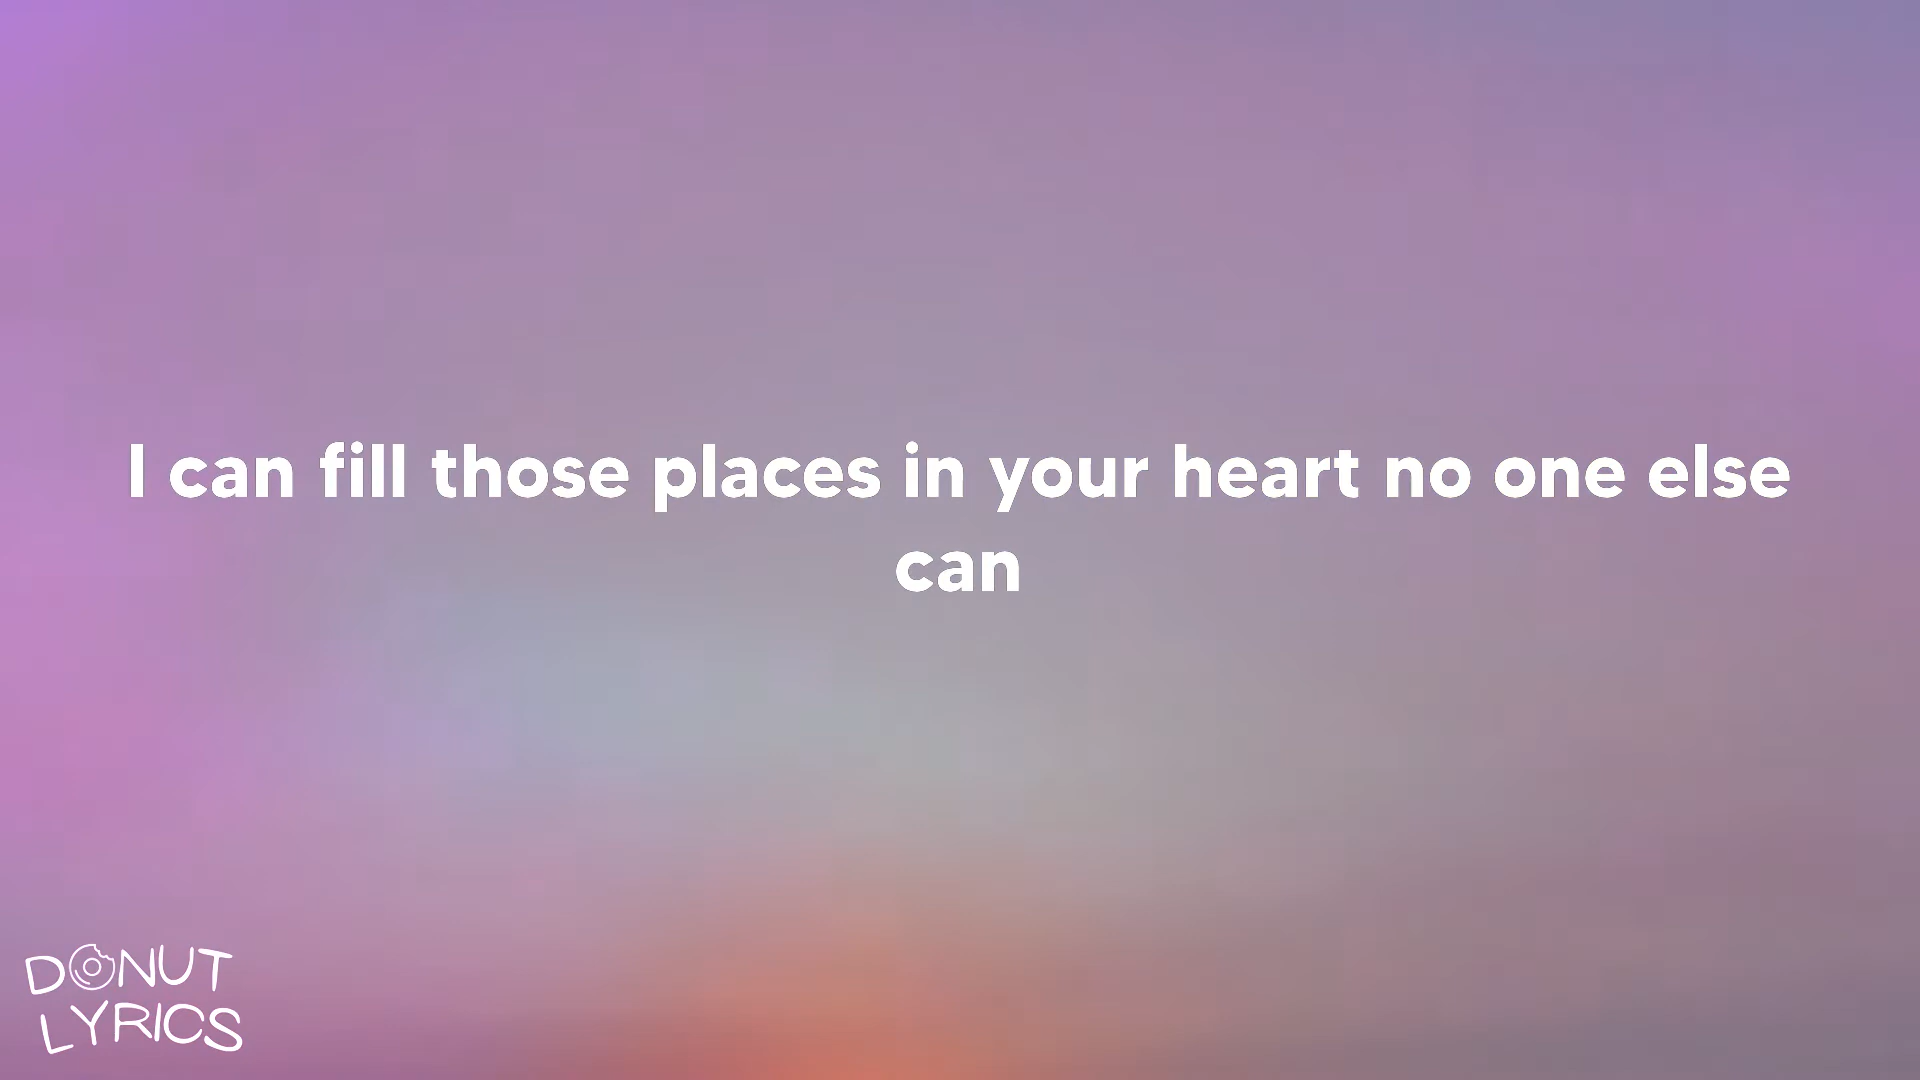 I can fill those places in your heart no one else
can
DONUT
LYRICS